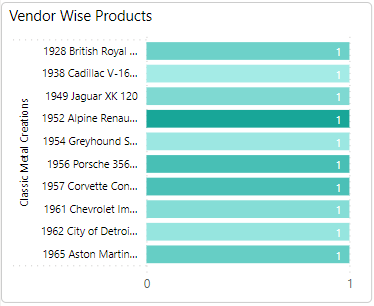 Vendor Wise Products
Classic Metal Creations
1928 British Royal ... 1
1938 Cadillac V-16... 1
1949 Jaguar XK 120 1
1952 Alpine Renau... 1
1954 Greyhound S... 1
1956 Porsche 356... 1
1957 Corvette Con... 1
1961 Chevrolet Im... 1
1962 City of Detroi... 1
1965 Aston Martin... 1
0 1